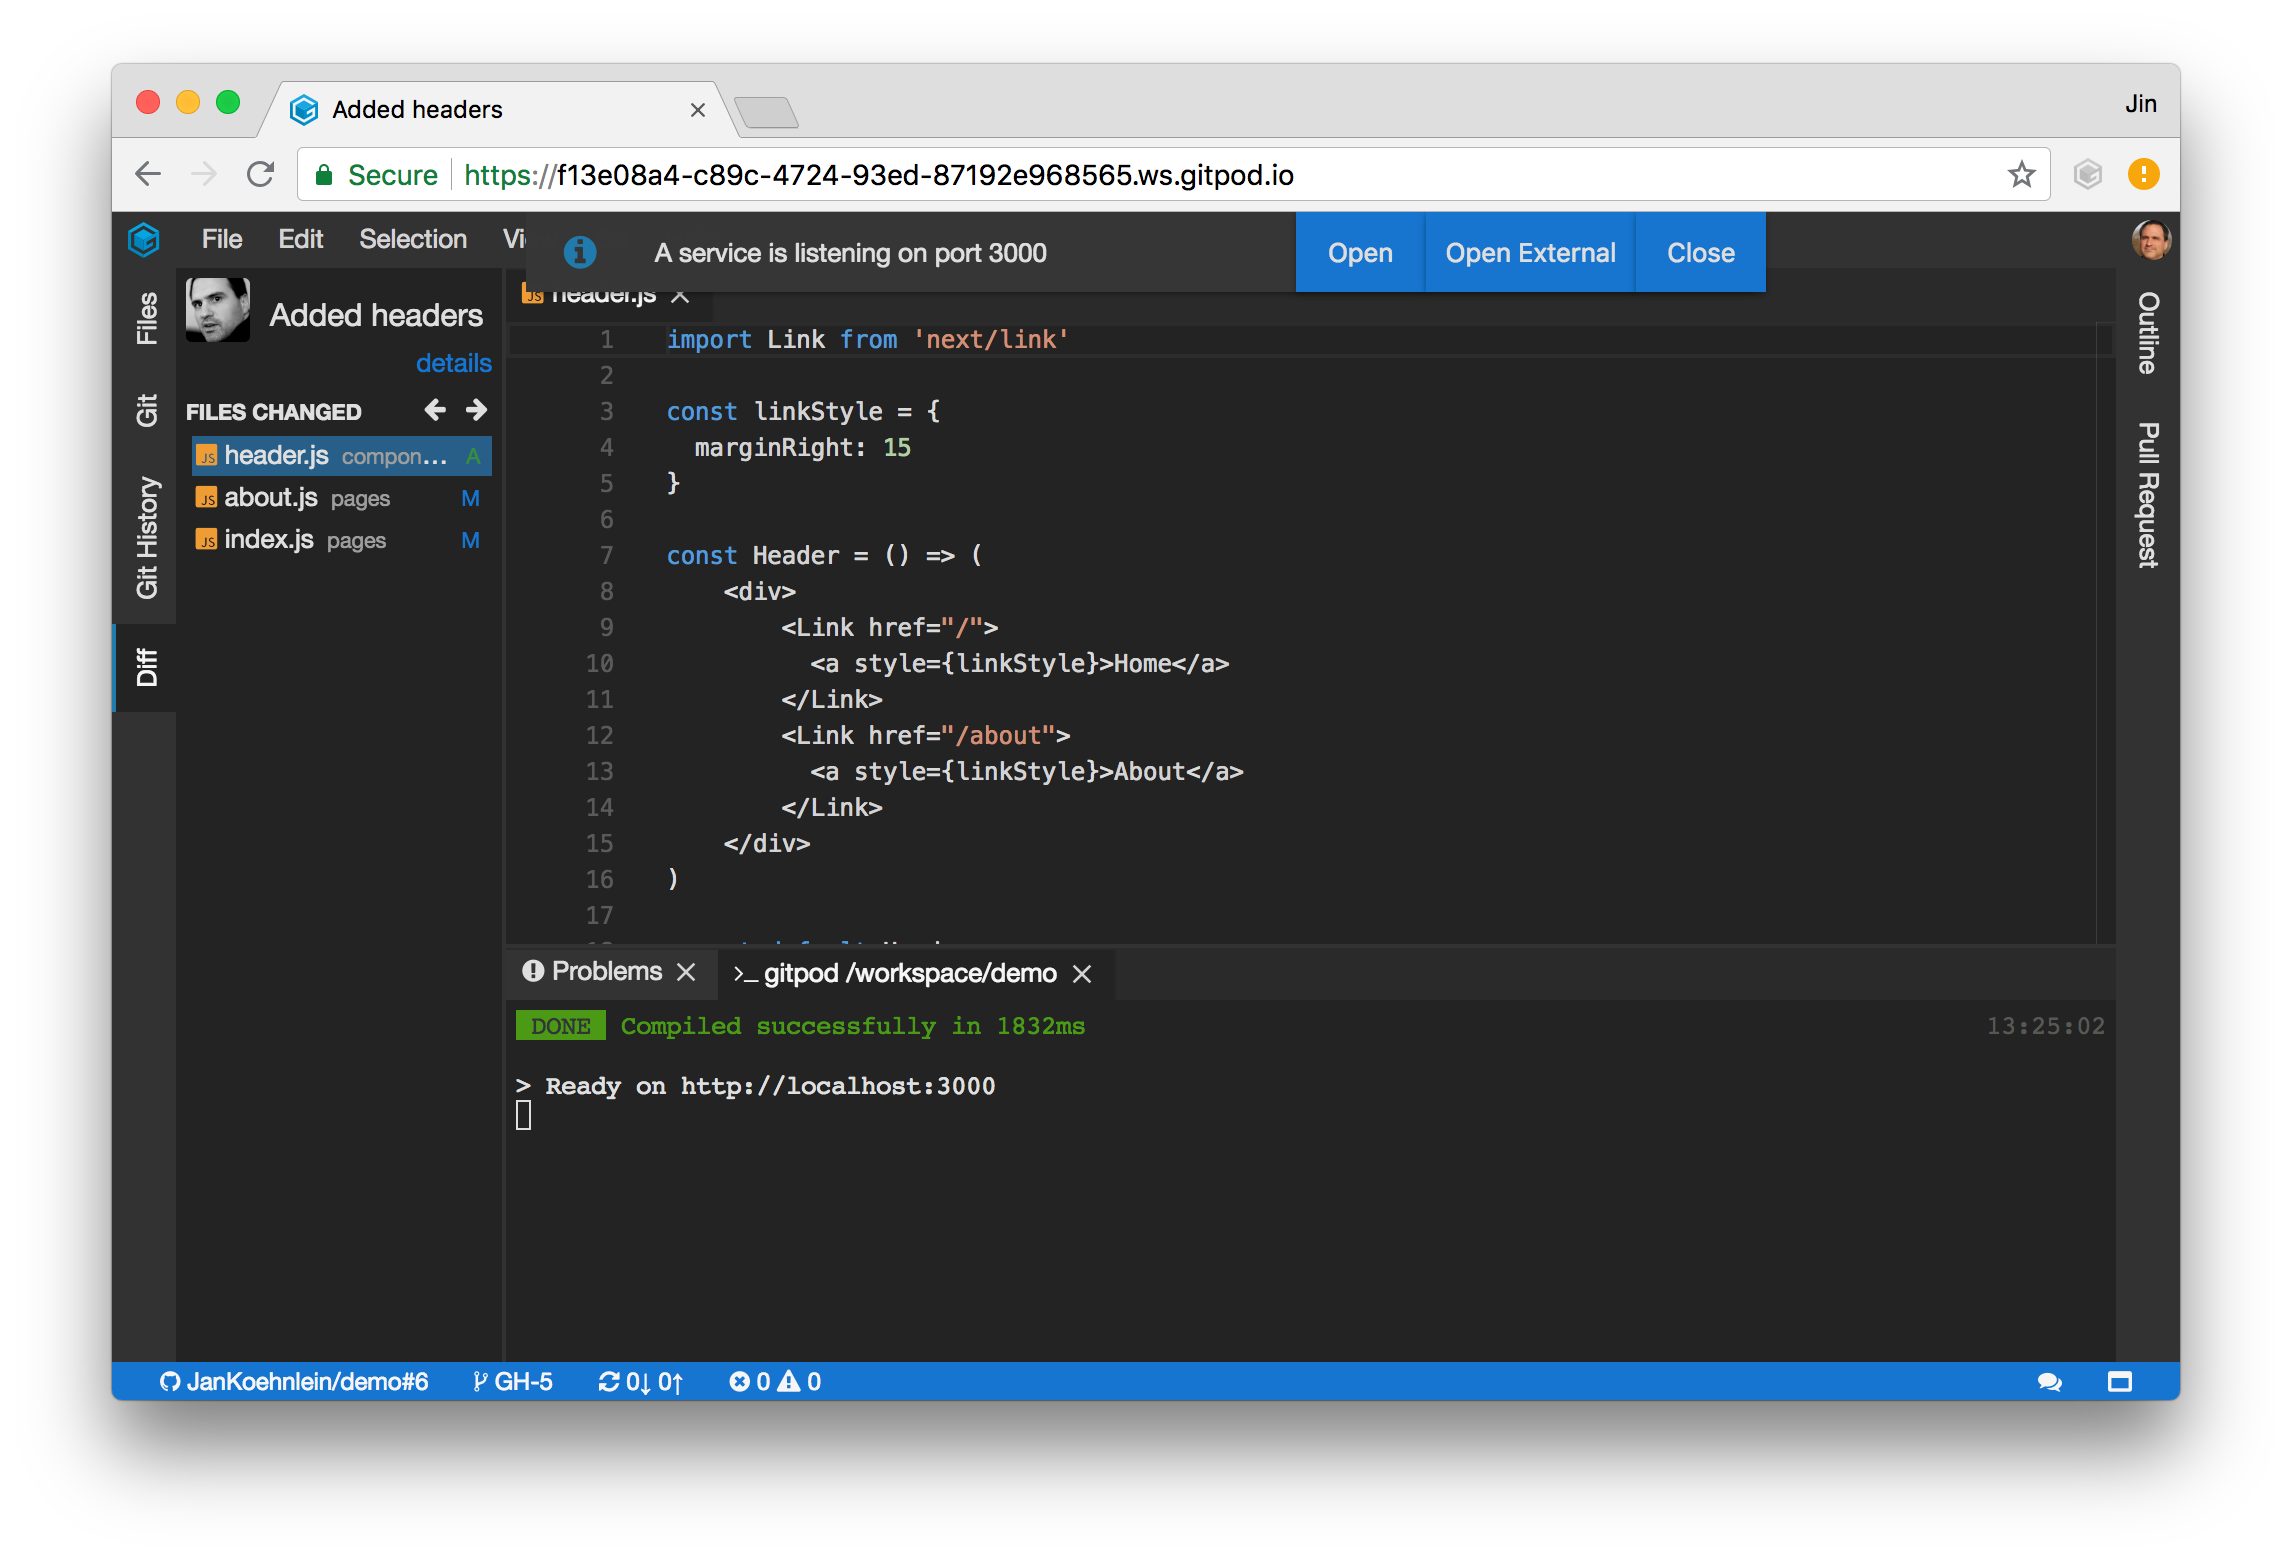 Added headers
Jin
Secure https://f13e08a4-c89c-4724-93ed-87192e968565.ws.gitpod.io
File Edit Selection
A service is listening on port 3000
Open Open External Close
Files
Git
Git History
Diff
Added headers
details
FILES CHANGED
JS header.js compon... A
JS about.js pages M
JS index.js pages M
JS header.js
1 import Link from 'next/link'
2
3 const linkStyle = {
4 marginRight: 15
5 }
6
7 const Header = () => (
8 <div>
9 <Link href="/">
10 <a style={linkStyle}>Home</a>
11 </Link>
12 <Link href="/about">
13 <a style={linkStyle}>About</a>
14 </Link>
15 </div>
16 )
17
Outline
Pull Request
Problems
>_ gitpod /workspace/demo
DONE Compiled successfully in 1832ms 13:25:02
> Ready on http://localhost:3000
JanKoehnlein/demo#6 GH-5 0↓ 0↑ 0 0